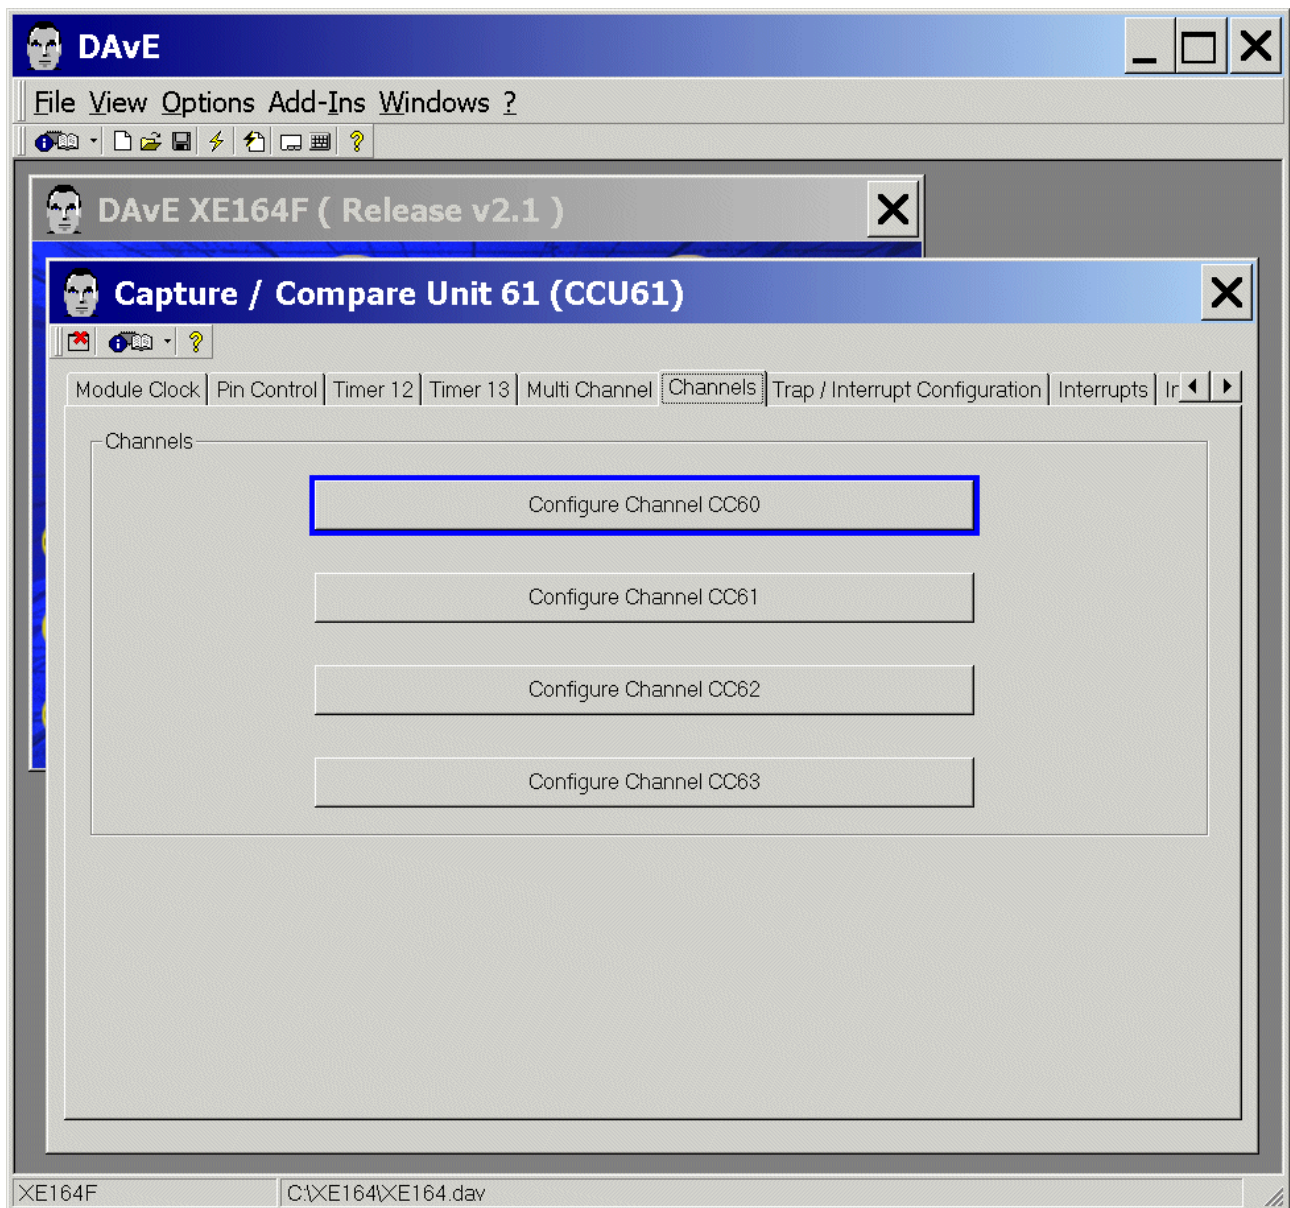 DAvE
File View Options Add-Ins Windows ?
DAvE XE164F ( Release v2.1 )
Capture / Compare Unit 61 (CCU61)
Module Clock Pin Control Timer 12 Timer 13 Multi Channel Channels Trap / Interrupt Configuration Interrupts
Channels
Configure Channel CC60
Configure Channel CC61
Configure Channel CC62
Configure Channel CC63
XE164F C:\XE164\XE164.dav